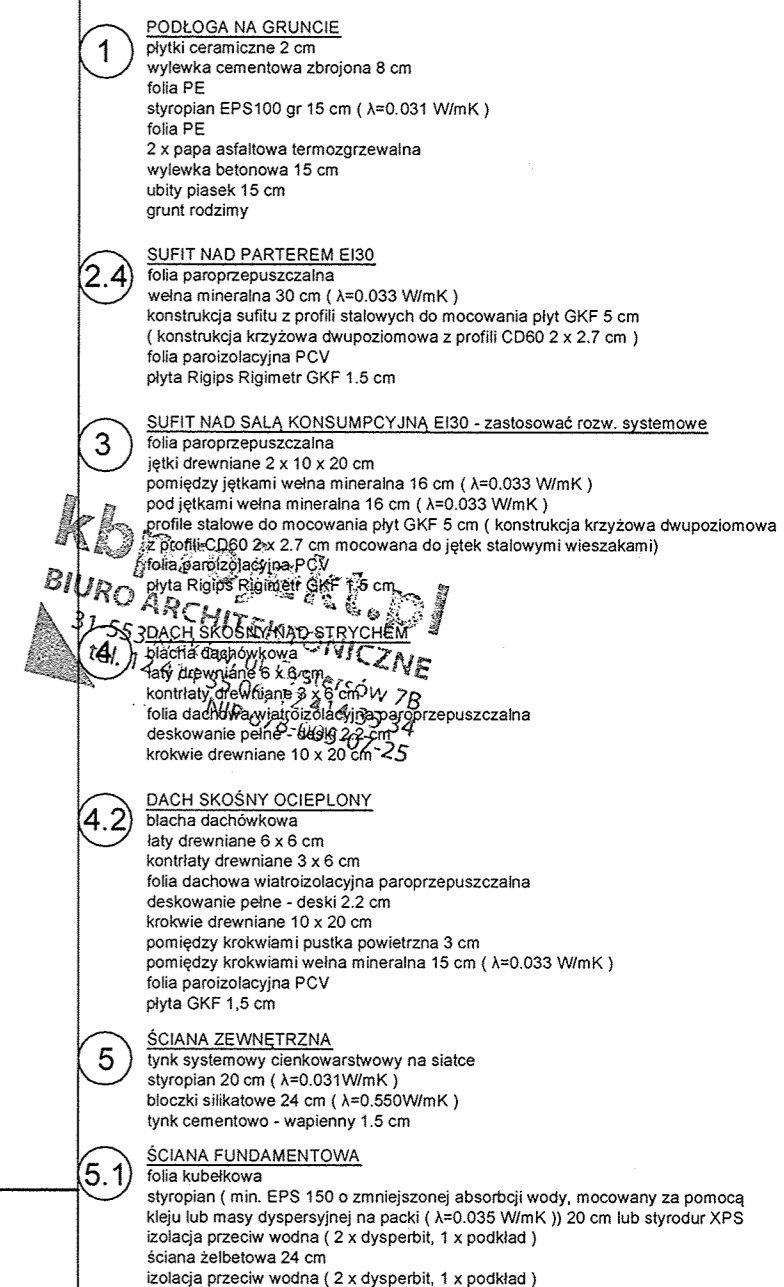 1
PODŁOGA NA GRUNCIE
płytki ceramiczne 2 cm
wylewka cementowa zbrojona 8 cm
folia PE
styropian EPS100 gr 15 cm ( λ=0.031 W/mK )
folia PE
2 x papa asfaltowa termozgrzewalna
wylewka betonowa 15 cm
ubity piasek 15 cm
grunt rodzimy
2.4
SUFIT NAD PARTEREM EI30
folia paroprzepuszczalna
wełna mineralna 30 cm ( λ=0.033 W/mK )
konstrukcja sufitu z profili stalowych do mocowania płyt GKF 5 cm
( konstrukcja krzyżowa dwupoziomowa z profili CD60 2 x 2.7 cm )
folia paroizolacyjna PCV
płyta Rigips Rigimetr GKF 1.5 cm
3
SUFIT NAD SALĄ KONSUMPCYJNĄ EI30 - zastosować rozw. systemowe
folia paroprzepuszczalna
jętki drewniane 2 x 10 x 20 cm
pomiędzy jętkami wełna mineralna 16 cm ( λ=0.033 W/mK )
pod jętkami wełna mineralna 16 cm ( λ=0.033 W/mK )
profile stalowe do mocowania płyt GKF 5 cm ( konstrukcja krzyżowa dwupoziomowa
z profili CD60 2 x 2.7 cm mocowana do jętek stalowymi wieszakami)
folia paroizolacyjna PCV
płyta Rigips Rigimetr GKF 1.5 cm
BIURO ARCHITEKTONICZNE
31-553
tel. 12 4
7B
4
DACH SKOŚNY NAD STRYCHEM
blacha dachówkowa
łaty drewniane 6 x 6 cm
kontrłaty drewniane 3 x 6 cm
folia dachowa wiatroizolacyjna paroprzepuszczalna
deskowanie pełne - deski 2.2 cm
krokwie drewniane 10 x 20 cm
4.2
DACH SKOŚNY OCIEPLONY
blacha dachówkowa
łaty drewniane 6 x 6 cm
kontrłaty drewniane 3 x 6 cm
folia dachowa wiatroizolacyjna paroprzepuszczalna
deskowanie pełne - deski 2.2 cm
krokwie drewniane 10 x 20 cm
pomiędzy krokwiami pustka powietrzna 3 cm
pomiędzy krokwiami wełna mineralna 15 cm ( λ=0.033 W/mK )
folia paroizolacyjna PCV
płyta GKF 1,5 cm
5
ŚCIANA ZEWNĘTRZNA
tynk systemowy cienkowarstwowy na siatce
styropian 20 cm ( λ=0.031W/mK )
bloczki silikatowe 24 cm ( λ=0.550W/mK )
tynk cementowo - wapienny 1.5 cm
5.1
ŚCIANA FUNDAMENTOWA
folia kubełkowa
styropian ( min. EPS 150 o zmniejszonej absorbcji wody, mocowany za pomocą
kleju lub masy dyspersyjnej na packi ( λ=0.035 W/mK )) 20 cm lub styrodur XPS
izolacja przeciw wodna ( 2 x dysperbit, 1 x podkład )
ściana żelbetowa 24 cm
izolacja przeciw wodna ( 2 x dysperbit, 1 x podkład )